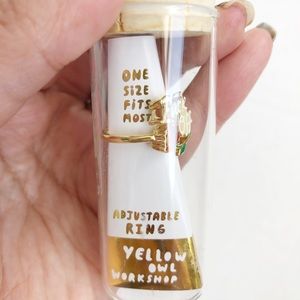 ONE
SIZE
FITS
MOST
ADJUSTABLE
RING
YELLOW
OWL
WORKSHOP